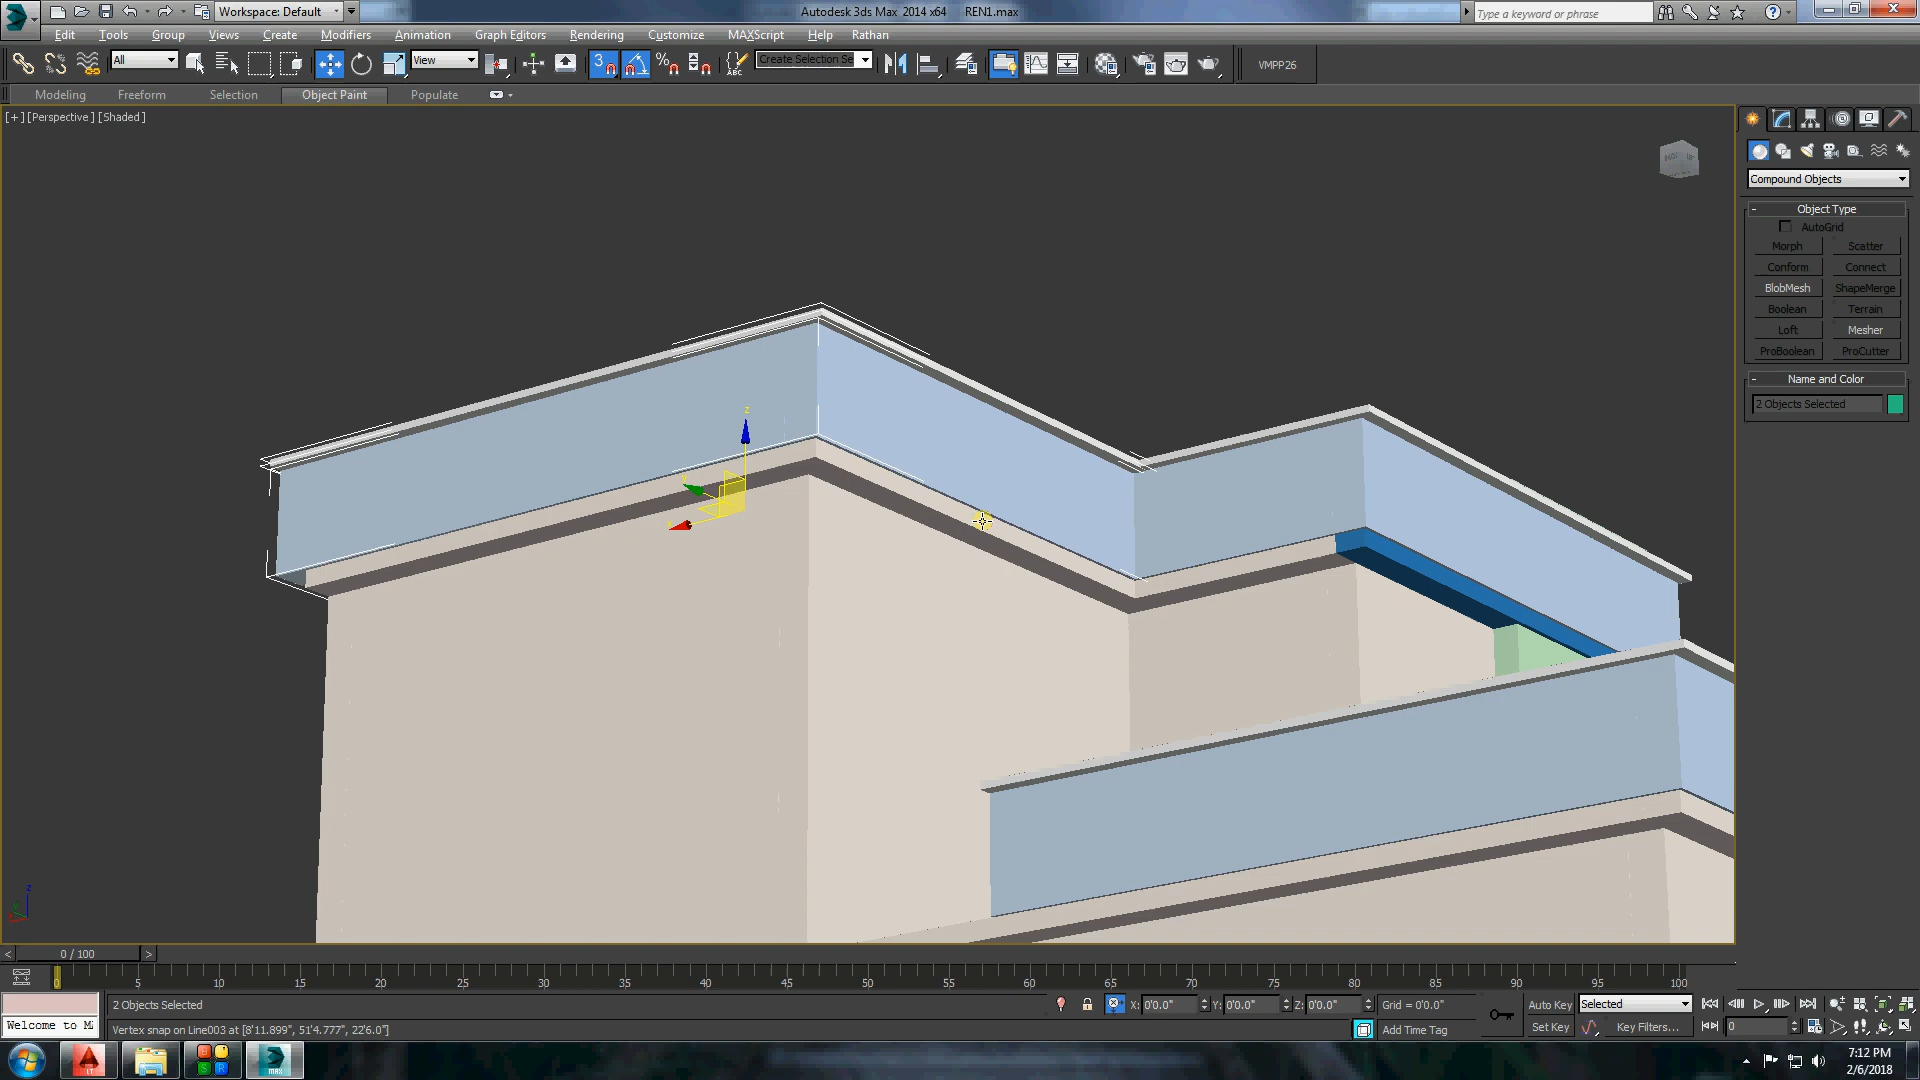 Workspace: Default
Autodesk 3ds Max 2014 x64 REN1.max
Type a keyword or phrase
Edit Tools Group Views Create Modifiers Animation Graph Editors Rendering Customize MAXScript Help Rathan
All
View
3
ABC
Create Selection Se
VMPP26
Modeling Freeform Selection Object Paint Populate
[+] [Perspective] [Shaded]
Compound Objects
Object Type
AutoGrid
Morph Scatter
Conform Connect
BlobMesh ShapeMerge
Boolean Terrain
Loft Mesher
ProBoolean ProCutter
Name and Color
2 Objects Selected
z
z
0 / 100
0 5 10 15 20 25 30 35 40 45 50 55 60 65 70 75 80 85 90 95 100
2 Objects Selected
X: 0'0.0" Y: 0'0.0" Z: 0'0.0" Grid = 0'0.0"
Auto Key Selected
Welcome to M
Vertex snap on Line003 at [8'11.899", 51'4.777", 22'6.0"]
Add Time Tag
Set Key Key Filters... 0
LT
MAX
7:12 PM
2/6/2018